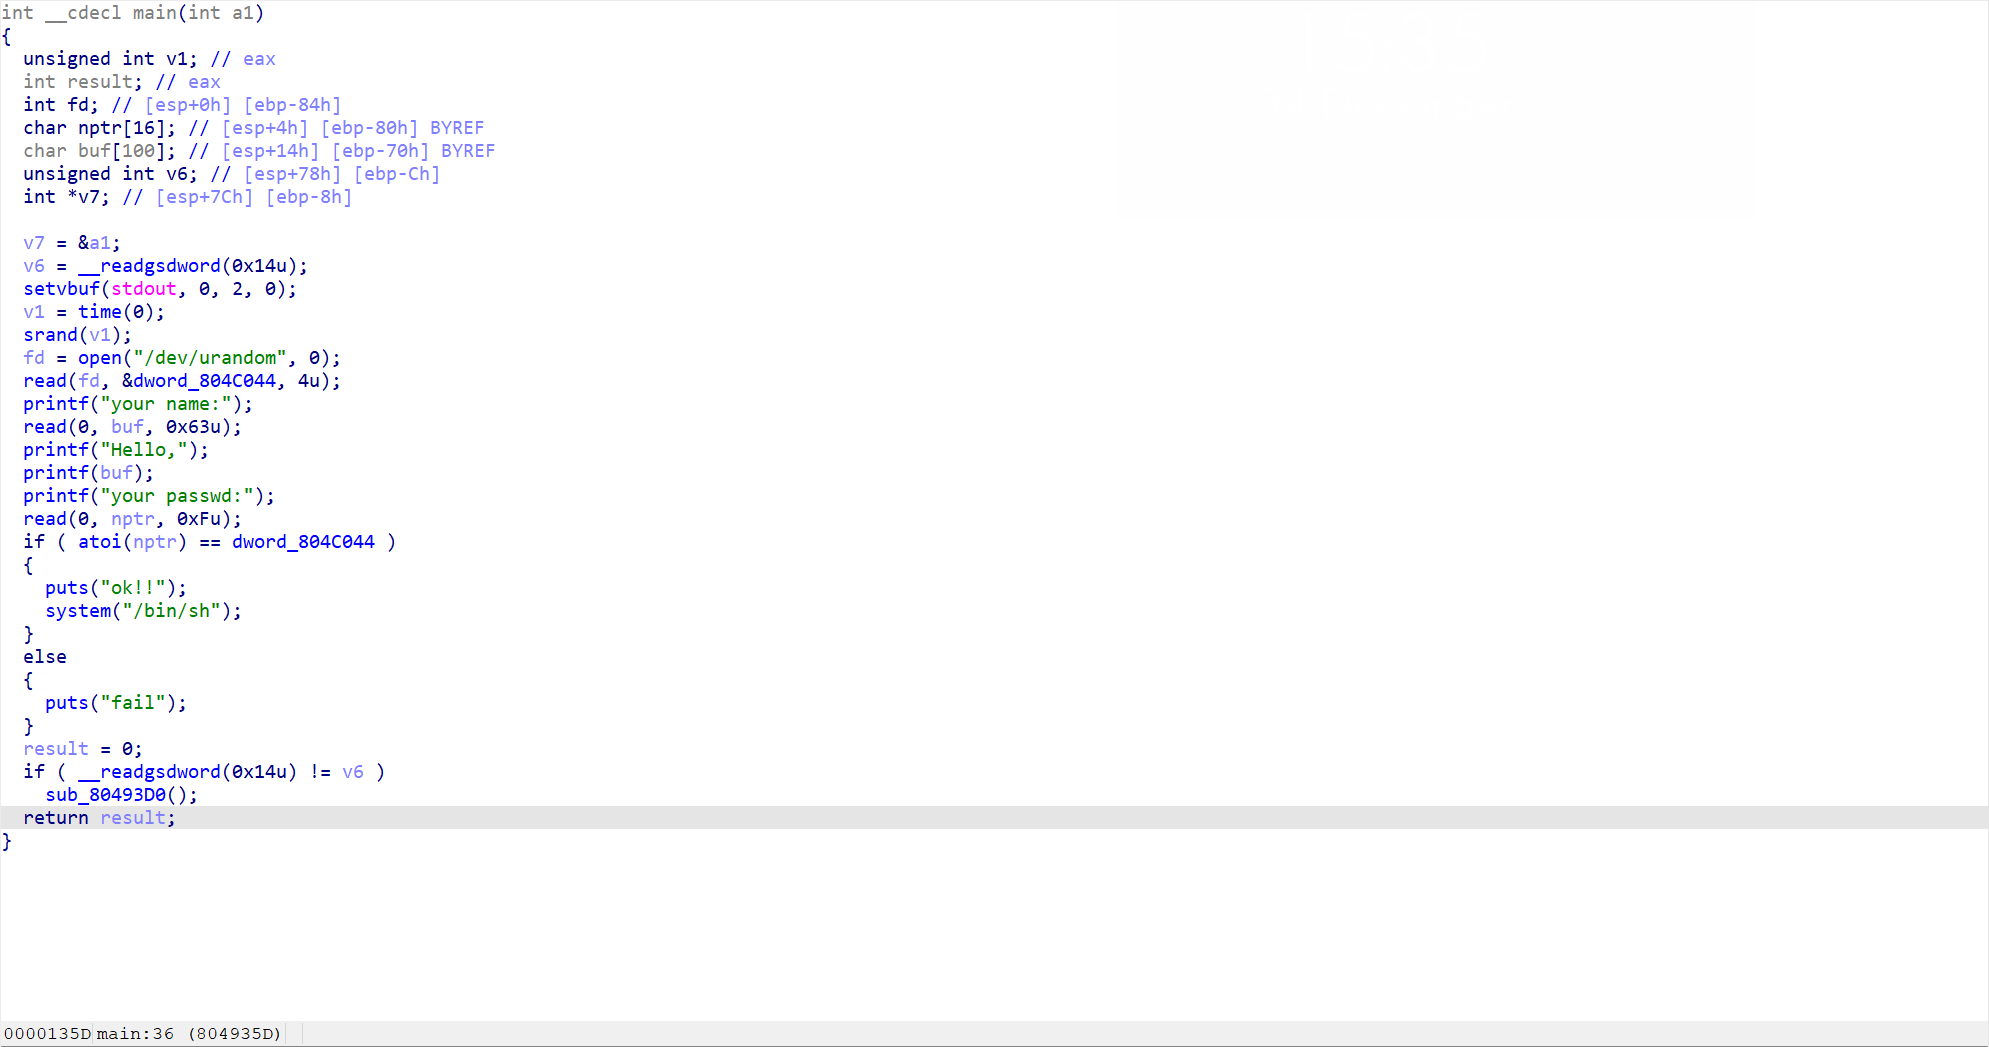 int __cdecl main(int a1)
{
  unsigned int v1; // eax
  int result; // eax
  int fd; // [esp+0h] [ebp-84h]
  char nptr[16]; // [esp+4h] [ebp-80h] BYREF
  char buf[100]; // [esp+14h] [ebp-70h] BYREF
  unsigned int v6; // [esp+78h] [ebp-Ch]
  int *v7; // [esp+7Ch] [ebp-8h]

  v7 = &a1;
  v6 = __readgsdword(0x14u);
  setvbuf(stdout, 0, 2, 0);
  v1 = time(0);
  srand(v1);
  fd = open("/dev/urandom", 0);
  read(fd, &dword_804C044, 4u);
  printf("your name:");
  read(0, buf, 0x63u);
  printf("Hello,");
  printf(buf);
  printf("your passwd:");
  read(0, nptr, 0xFu);
  if ( atoi(nptr) == dword_804C044 )
  {
    puts("ok!!");
    system("/bin/sh");
  }
  else
  {
    puts("fail");
  }
  result = 0;
  if ( __readgsdword(0x14u) != v6 )
    sub_80493D0();
  return result;
}
0000135D main:36 (804935D)